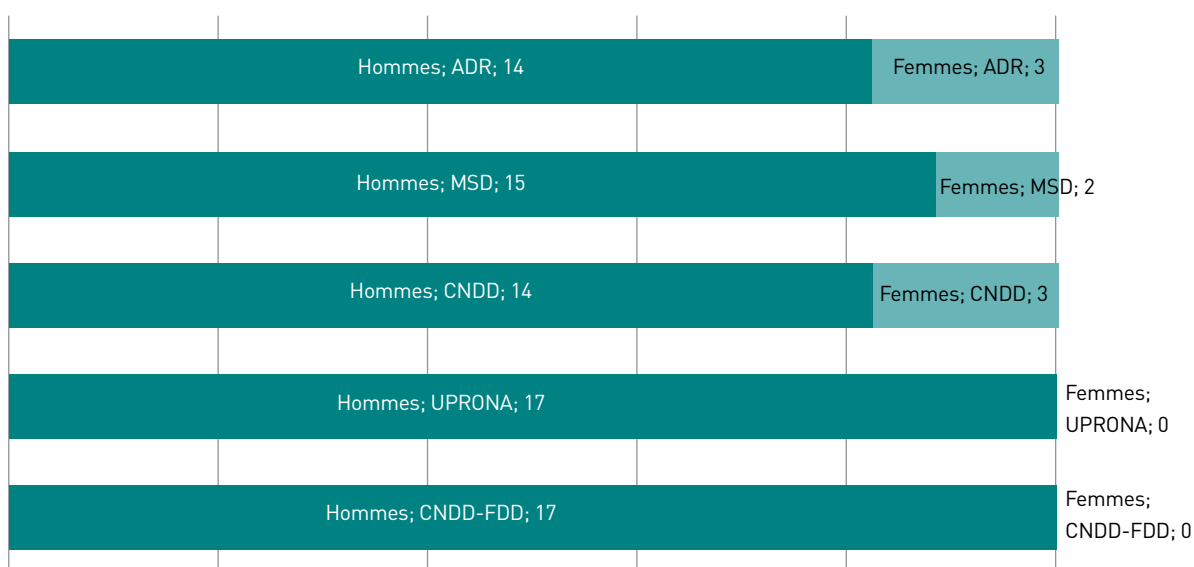 Hommes; ADR; 14
Femmes; ADR; 3
Hommes; MSD; 15
Femmes; MSD; 2
Hommes; CNDD; 14
Femmes; CNDD; 3
Hommes; UPRONA; 17
Femmes;
UPRONA; 0
Hommes; CNDD-FDD; 17
Femmes;
CNDD-FDD; 0